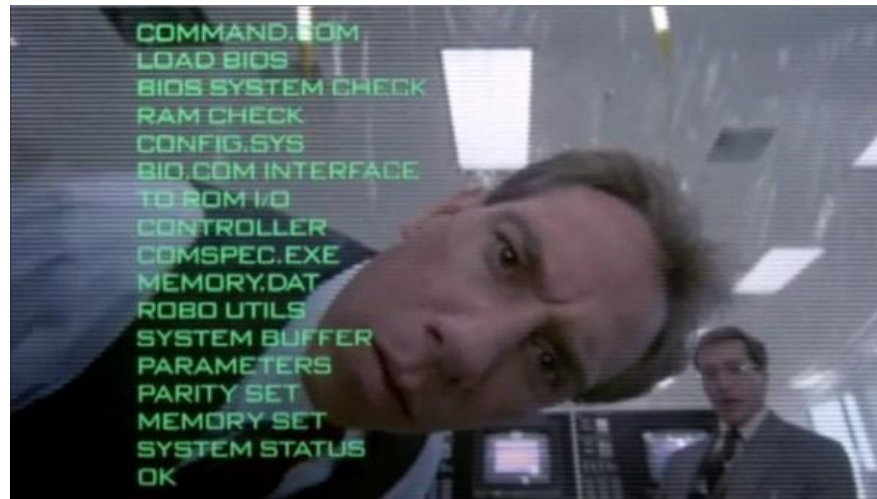 COMMAND.COM
LOAD BIOS
BIOS SYSTEM CHECK
RAM CHECK
CONFIG.SYS
BIO.COM INTERFACE
TO ROM I/O
CONTROLLER
COMSPEC.EXE
MEMORY.DAT
ROBO UTILS
SYSTEM BUFFER
PARAMETERS
PARITY SET
MEMORY SET
SYSTEM STATUS
OK